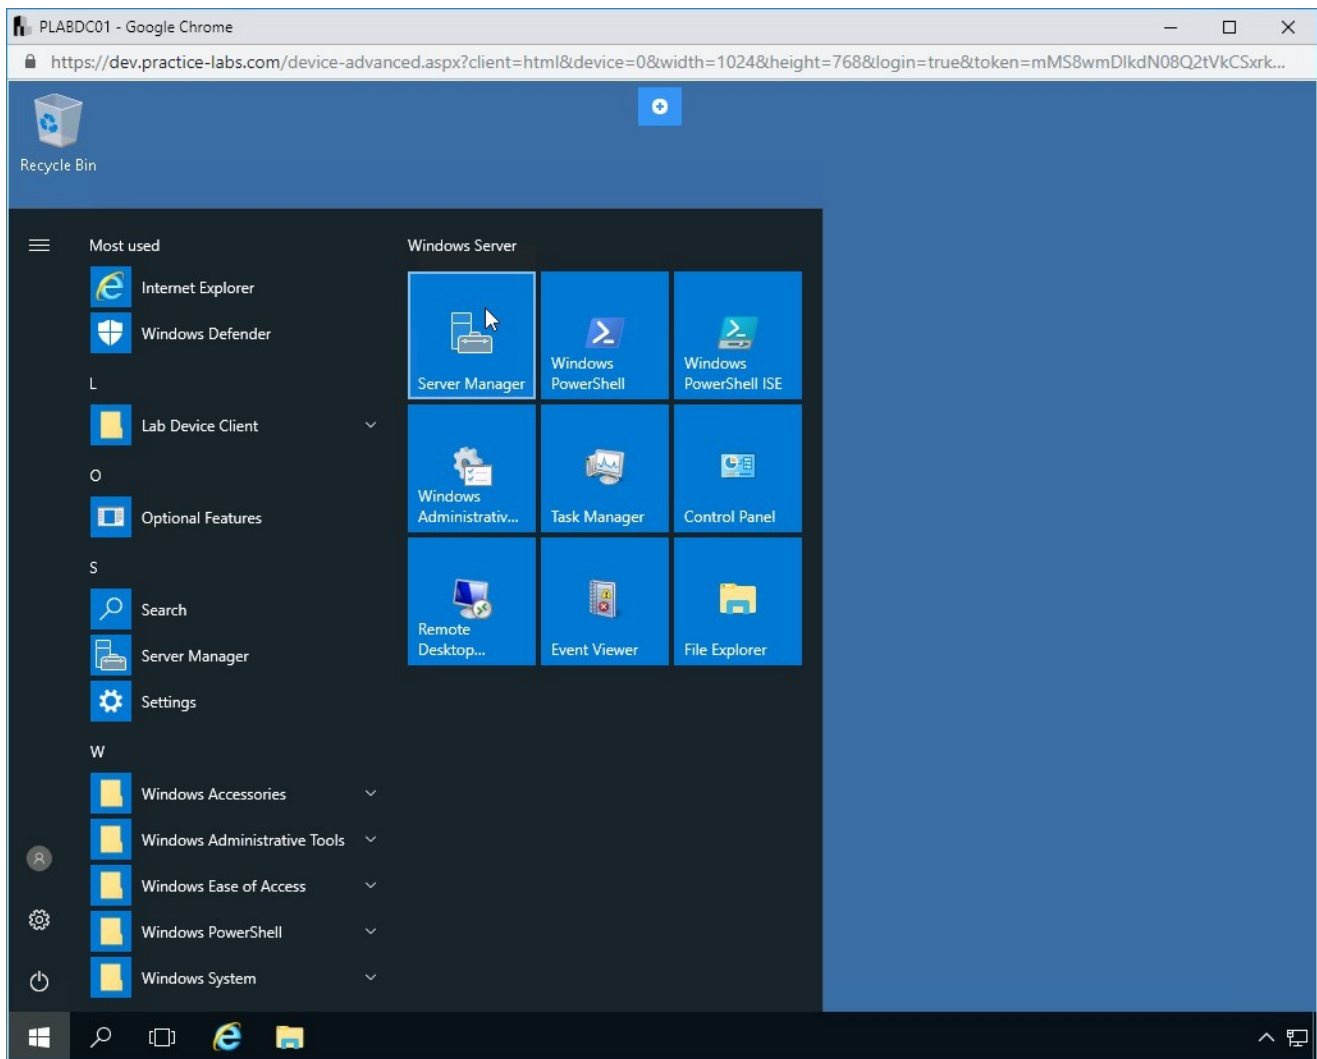 PLABDC01 - Google Chrome
https://dev.practice-labs.com/device-advanced.aspx?client=html&device=0&width=1024&height=768&login=true&token=mMS8wmDlkdN08Q2tVkCSxrk...
Recycle Bin
Most used
Internet Explorer
Windows Defender
L
Lab Device Client
O
Optional Features
S
Search
Server Manager
Settings
W
Windows Accessories
Windows Administrative Tools
Windows Ease of Access
Windows PowerShell
Windows System
Windows Server
Server Manager
Windows
PowerShell
Windows
PowerShell ISE
Windows
Administrativ...
Task Manager
Control Panel
Remote
Desktop...
Event Viewer
File Explorer